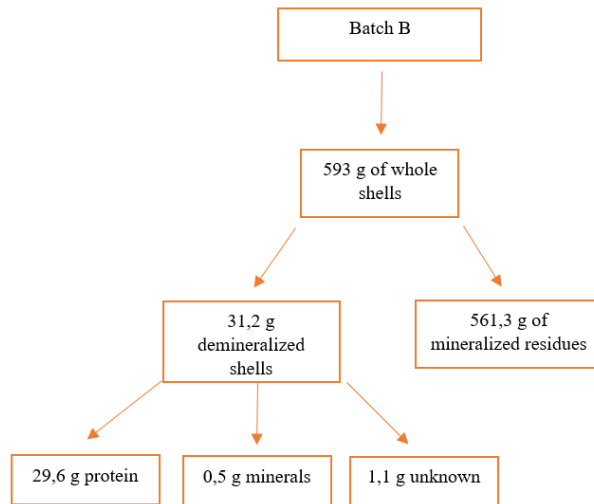 Batch B
593 g of whole
shells
31,2 g
demineralized
shells
561,3 g of
mineralized residues
29,6 g protein
0,5 g minerals
1,1 g unknown